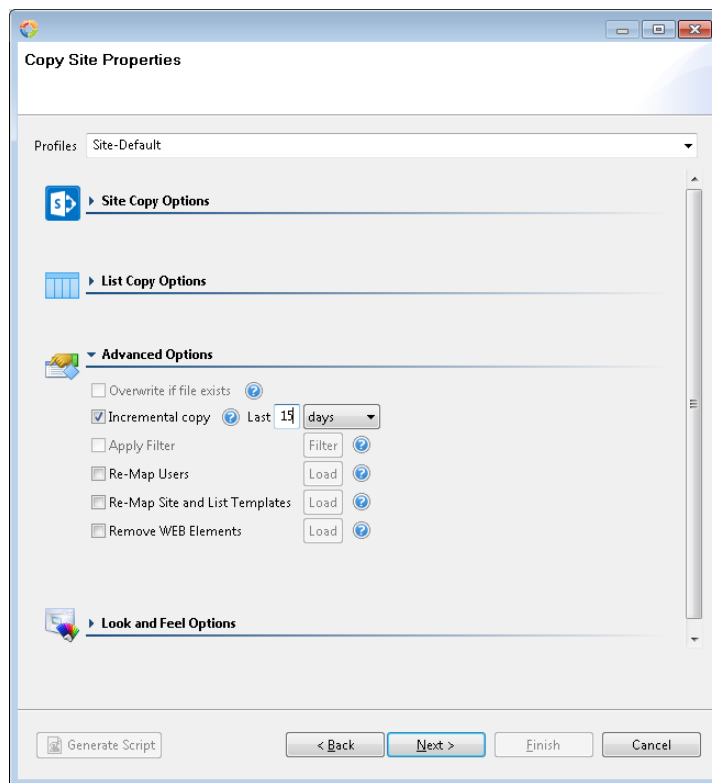 Copy Site Properties
Profiles Site-Default
Site Copy Options
List Copy Options
Advanced Options
Overwrite if file exists
Incremental copy Last 15 days
Apply Filter Filter
Re-Map Users Load
Re-Map Site and List Templates Load
Remove WEB Elements Load
Look and Feel Options
Generate Script < Back Next > Finish Cancel